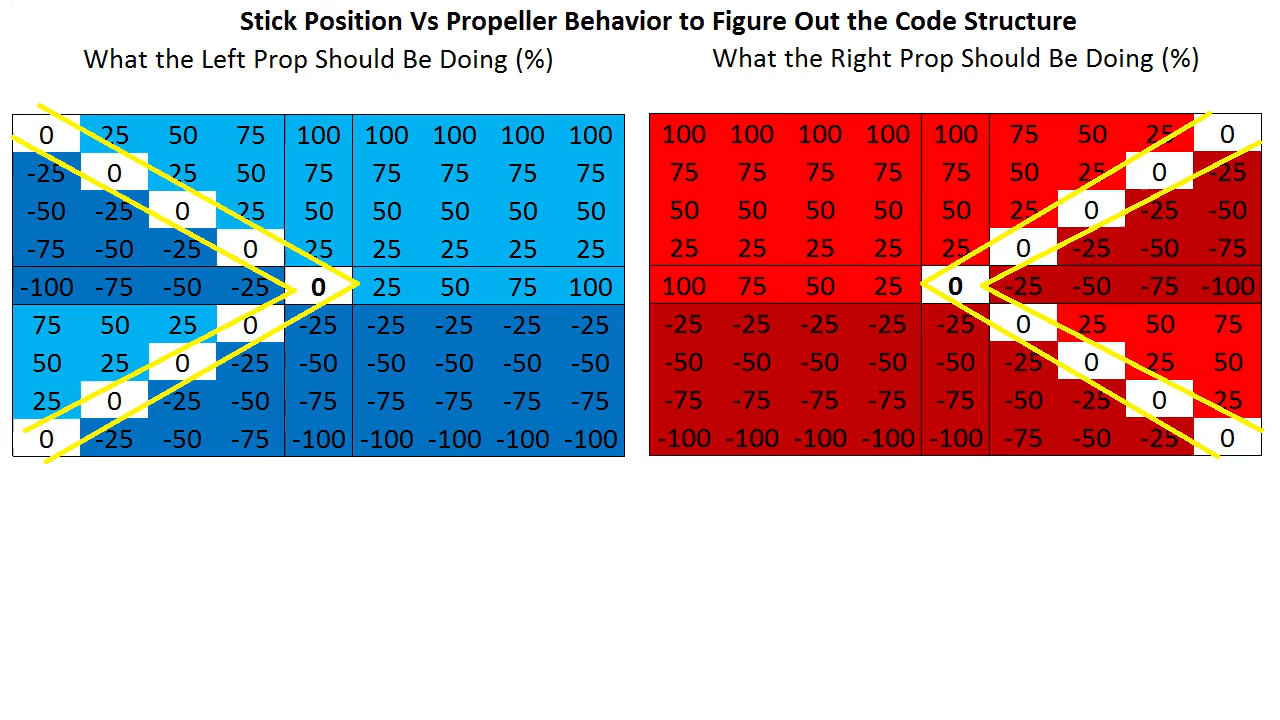 Stick Position Vs Propeller Behavior to Figure Out the Code Structure
What the Left Prop Should Be Doing (%)
What the Right Prop Should Be Doing (%)
0 25 50 75 100 100 100 100 100
-25 0 25 50 75 75 75 75 75
-50 -25 0 25 50 50 50 50 50
-75 -50 -25 0 25 25 25 25 25
-100 -75 -50 -25 0 25 50 75 100
75 50 25 0 -25 -25 -25 -25 -25
50 25 0 -25 -50 -50 -50 -50 -50
25 0 -25 -50 -75 -75 -75 -75 -75
0 -25 -50 -75 -100 -100 -100 -100 -100
100 100 100 100 100 75 50 25 0
75 75 75 75 75 50 25 0 -25
50 50 50 50 50 25 0 -25 -50
25 25 25 25 25 0 -25 -50 -75
100 75 50 25 0 -25 -50 -75 -100
-25 -25 -25 -25 -25 0 25 50 75
-50 -50 -50 -50 -50 -25 0 25 50
-75 -75 -75 -75 -75 -50 -25 0 25
-100 -100 -100 -100 -100 -75 -50 -25 0